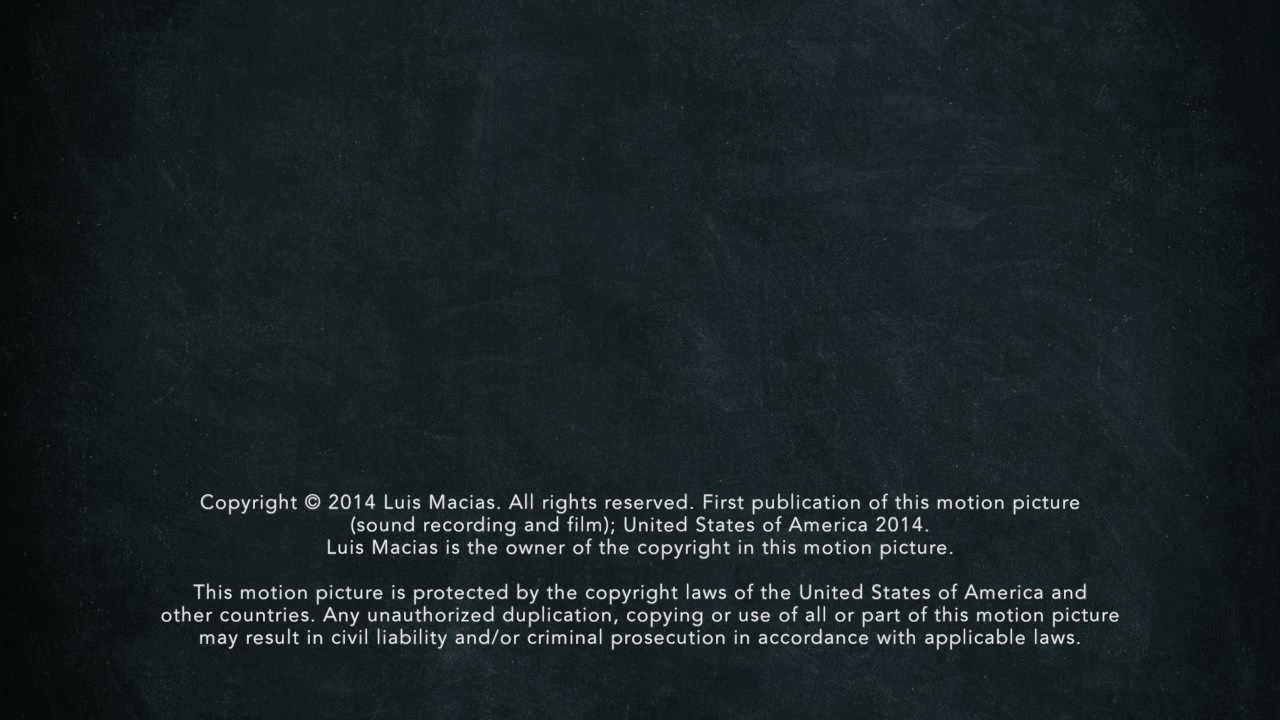 Copyright © 2014 Luis Macias. All rights reserved. First publication of this motion picture
(sound recording and film); United States of America 2014.
Luis Macias is the owner of the copyright in this motion picture.
This motion picture is protected by the copyright laws of the United States of America and
other countries. Any unauthorized duplication, copying or use of all or part of this motion picture
may result in civil liability and/or criminal prosecution in accordance with applicable laws.